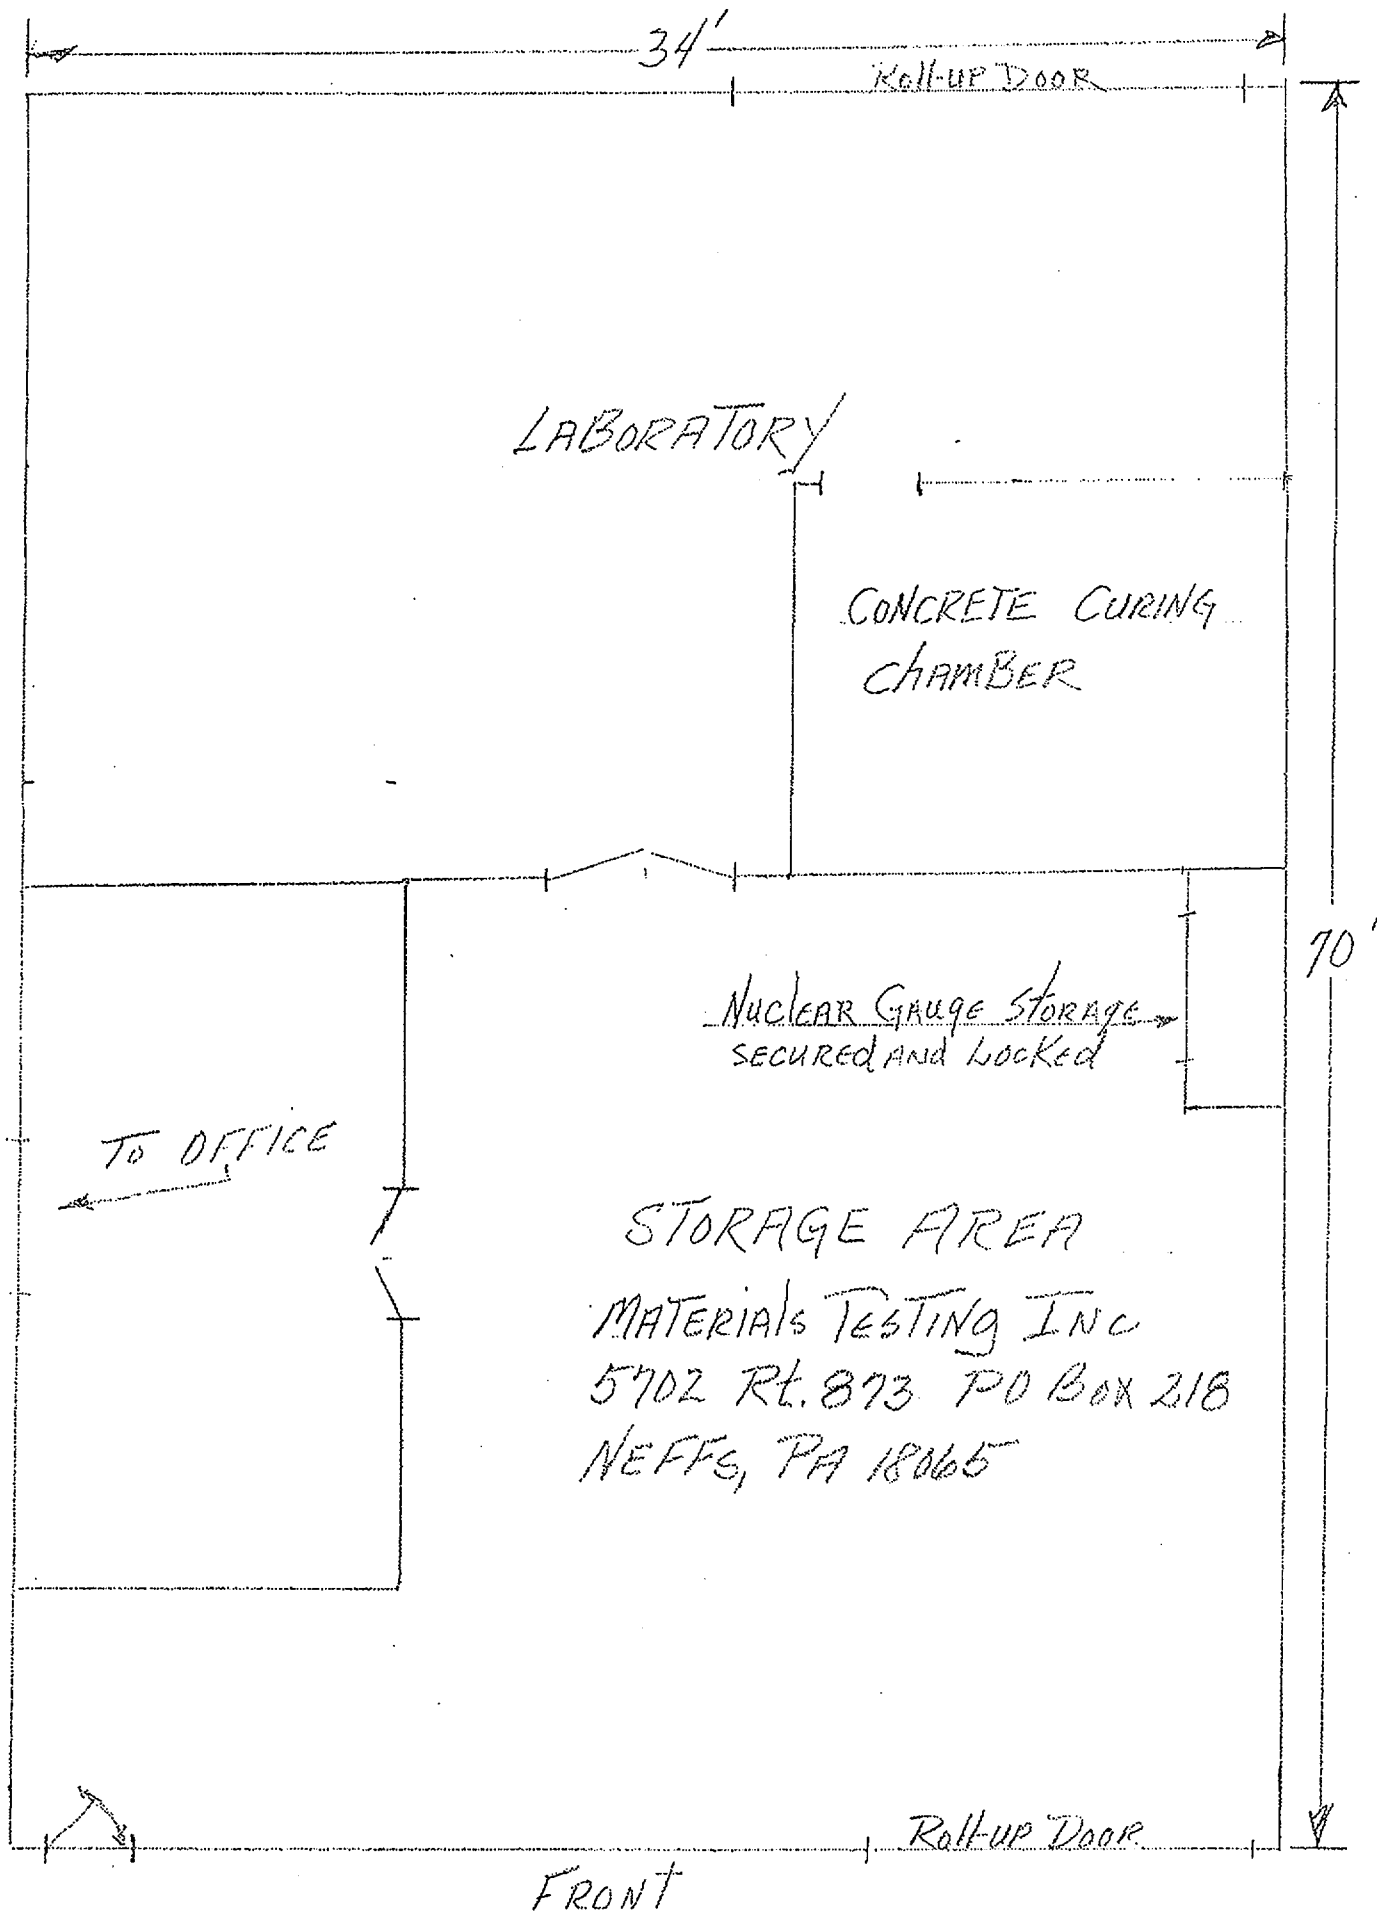 34'
Roll-UP DOOR
LABORATORY
CONCRETE CURING
ChAMBER
70'
NUClEAR GAUgE STORAGE
SECUREd ANd LOCKEd
To OFFICE
STORAGE AREA
MATERIAls TESTINg INC
5702 Rt. 873 PO BOX 218
NEFFS, PA 18065
Roll-UP DOOR
FRONT